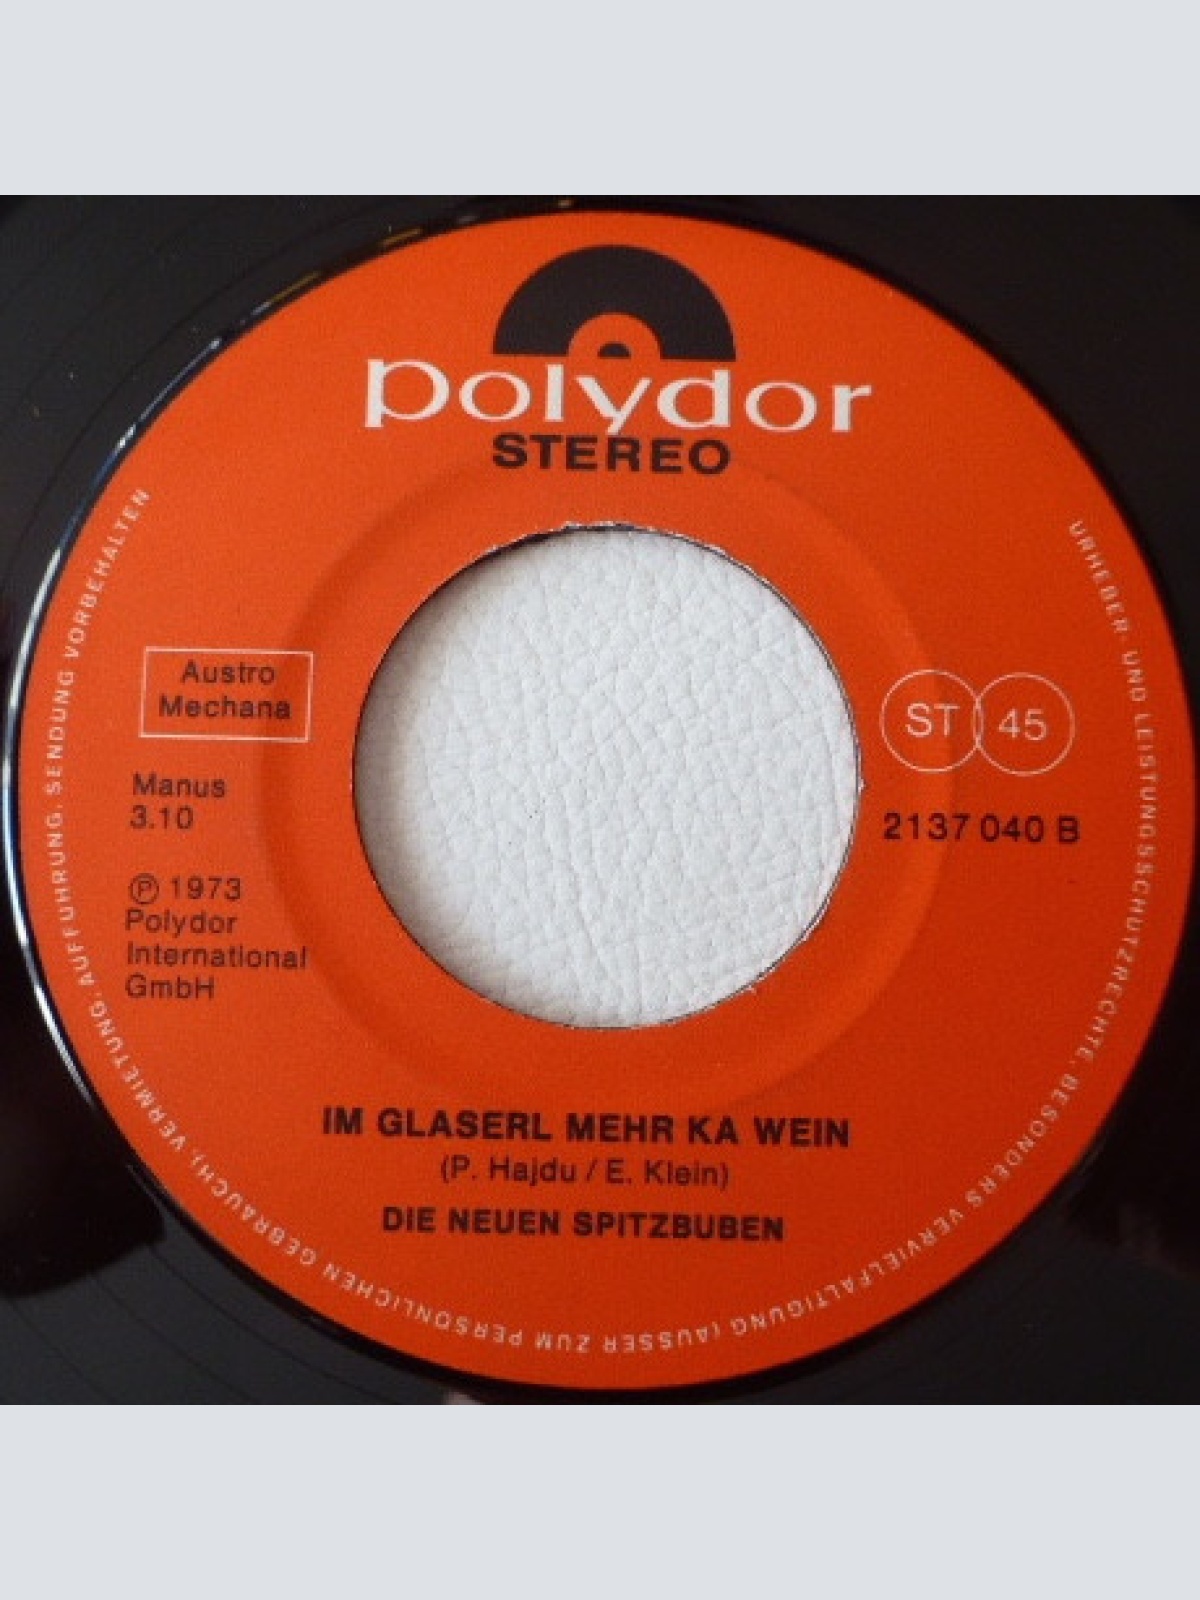 polydor
STEREO
Austro
Mechana
Manus
3.10
℗ 1973
Polydor
International
GmbH
ST 45
2137 040 B
IM GLASERL MEHR KA WEIN
(P. Hajdu / E. Klein)
DIE NEUEN SPITZBUBEN
URHEBER- UND LEISTUNGSSCHUTZRECHTE, BESONDERS VERVIELFÄLTIGUNG (AUSSER ZUM PERSÖNLICHEN GEBRAUCH), VERMIETUNG, AUFFÜHRUNG, SENDUNG VORBEHALTEN